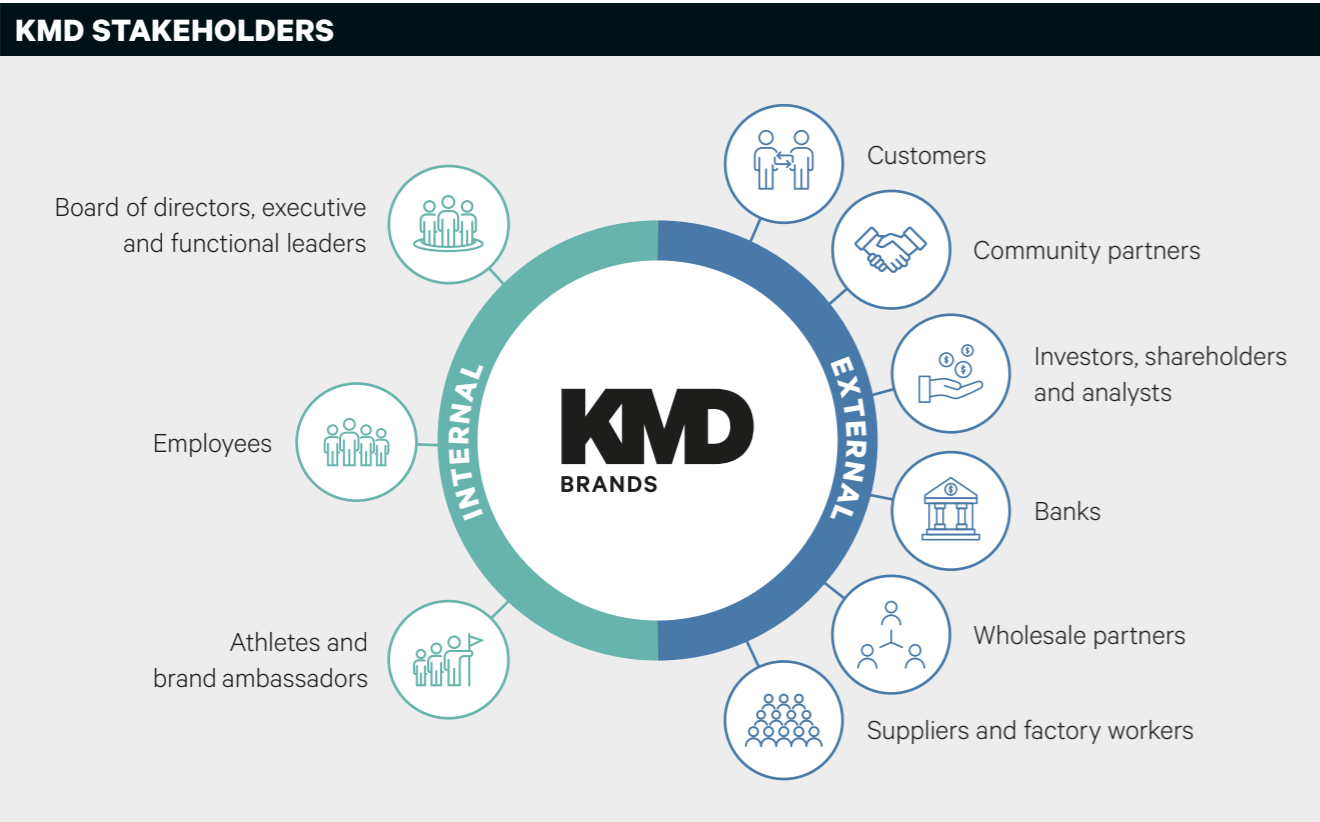 KMD STAKEHOLDERS
Board of directors, executive
and functional leaders
Employees
Athletes and
brand ambassadors
INTERNAL
KMD
BRANDS
EXTERNAL
Customers
Community partners
Investors, shareholders
and analysts
Banks
Wholesale partners
Suppliers and factory workers